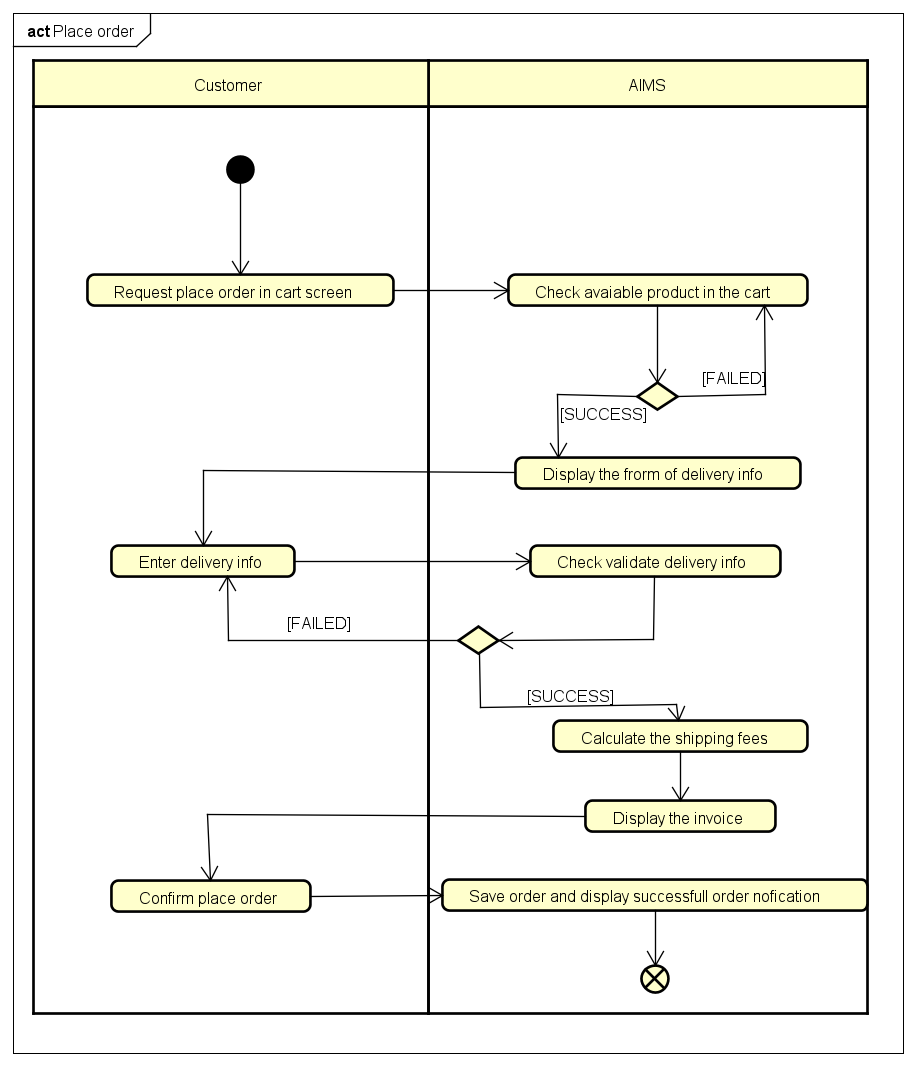 act Place order
Customer
AIMS
Request place order in cart screen
Check avaiable product in the cart
[FAILED]
[SUCCESS]
Display the frorm of delivery info
Enter delivery info
Check validate delivery info
[FAILED]
[SUCCESS]
Calculate the shipping fees
Display the invoice
Confirm place order
Save order and display successfull order nofication